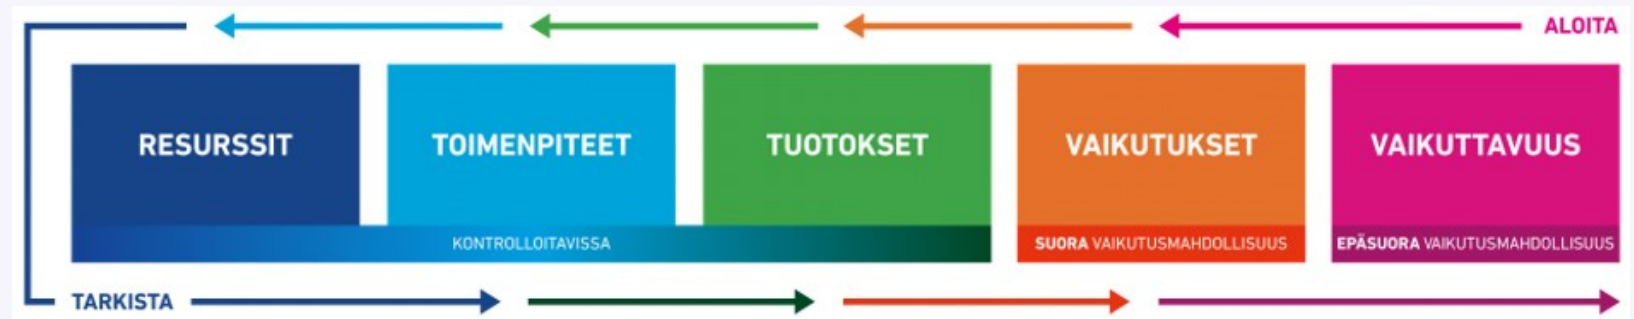 ALOITA
RESURSSIT
TOIMENPITEET
TUOTOKSET
VAIKUTUKSET
VAIKUTTAVUUS
KONTROLLOITAVISSA
SUORA VAIKUTUSMAHDOLLISUUS
EPÄSUORA VAIKUTUSMAHDOLLISUUS
TARKISTA